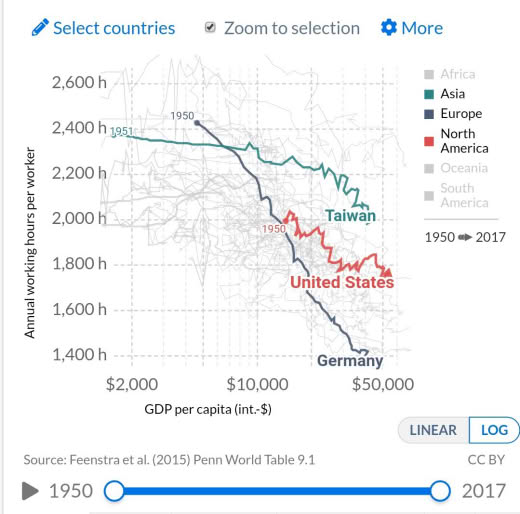 Select countries
Zoom to selection
More
2,600 h
2,400 h
2,200 h
2,000 h
1,800 h
1,600 h
1,400 h
Annual working hours per worker
1950
1951
1950
Taiwan
United States
Germany
$2,000
$10,000
$50,000
GDP per capita (int.-$)
Africa
Asia
Europe
North
America
Oceania
South
America
1950
2017
LINEAR
LOG
Source: Feenstra et al. (2015) Penn World Table 9.1
CC BY
1950
2017